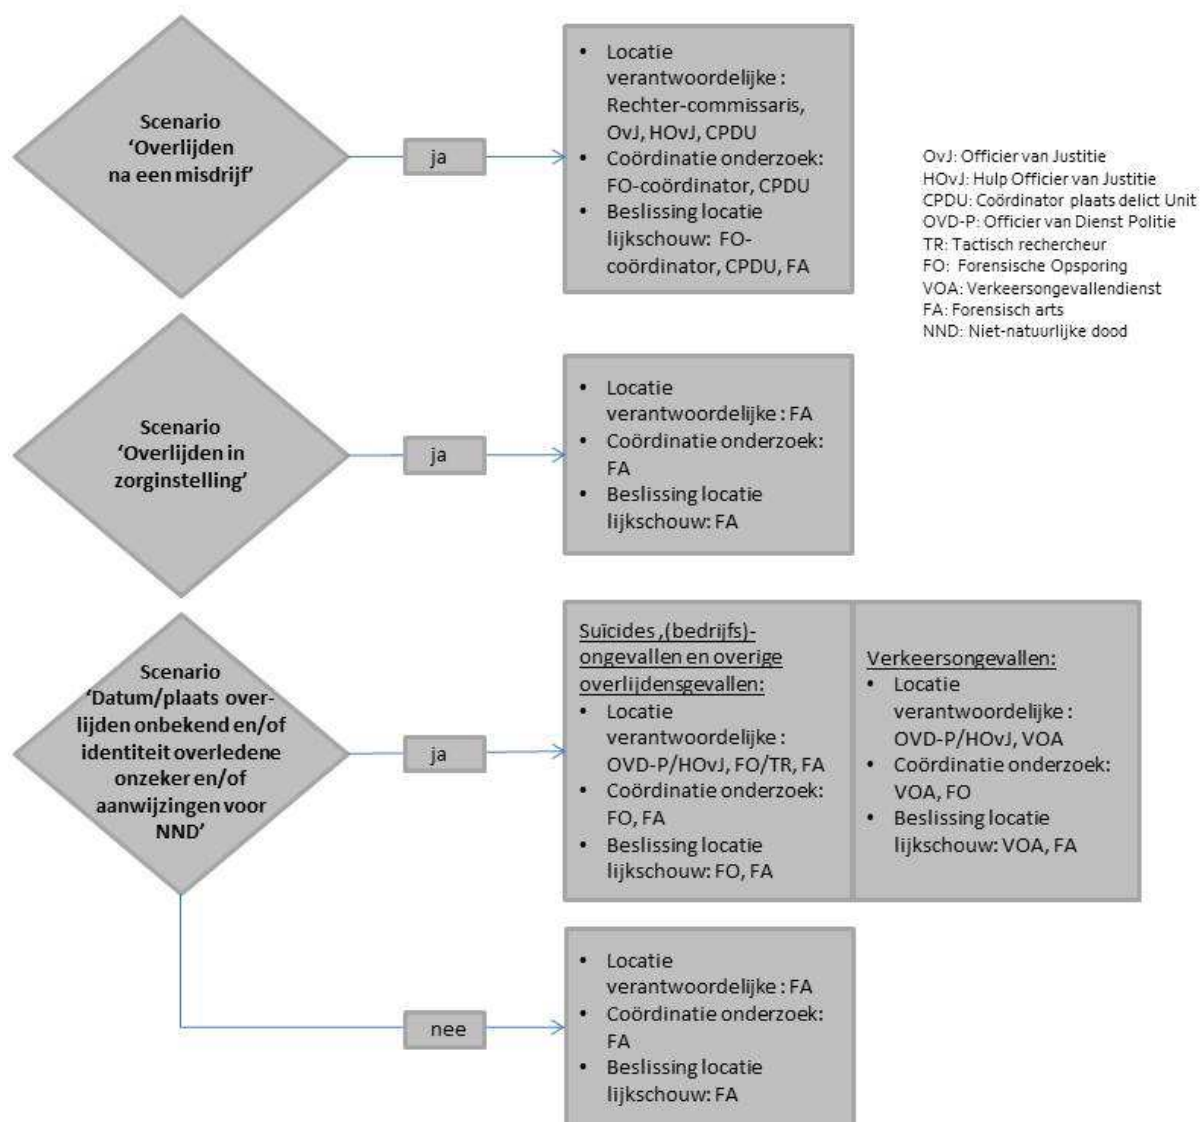 Scenario
‘Overlijden
na een misdrijf’
ja
• Locatie
verantwoordelijke :
Rechter-commissaris,
OvJ, HOvJ, CPDU
• Coördinatie onderzoek:
FO-coördinator, CPDU
• Beslissing locatie
lijkschouw: FO-
coördinator, CPDU, FA
OvJ: Officier van Justitie
HOvJ: Hulp Officier van Justitie
CPDU: Coördinator plaats delict Unit
OVD-P: Officier van Dienst Politie
TR: Tactisch rechercheur
FO: Forensische Opsporing
VOA: Verkeersongevallendienst
FA: Forensisch arts
NND: Niet-natuurlijke dood
Scenario
‘Overlijden in
zorginstelling’
ja
• Locatie
verantwoordelijke : FA
• Coördinatie onderzoek:
FA
• Beslissing locatie
lijkschouw: FA
Scenario
‘Datum/plaats over-
lijden onbekend en/of
identiteit overledene
onzeker en/of
aanwijzingen voor
NND’
ja
Suïcides ,(bedrijfs)-
ongevallen en overige
overlijdensgevallen:
• Locatie
verantwoordelijke :
OVD-P/HOvJ, FO/TR, FA
• Coördinatie onderzoek:
FO, FA
• Beslissing locatie
lijkschouw: FO, FA
Verkeersongevallen:
• Locatie
verantwoordelijke :
OVD-P/HOvJ, VOA
• Coördinatie onderzoek:
VOA, FO
• Beslissing locatie
lijkschouw: VOA, FA
nee
• Locatie
verantwoordelijke : FA
• Coördinatie onderzoek:
FA
• Beslissing locatie
lijkschouw: FA